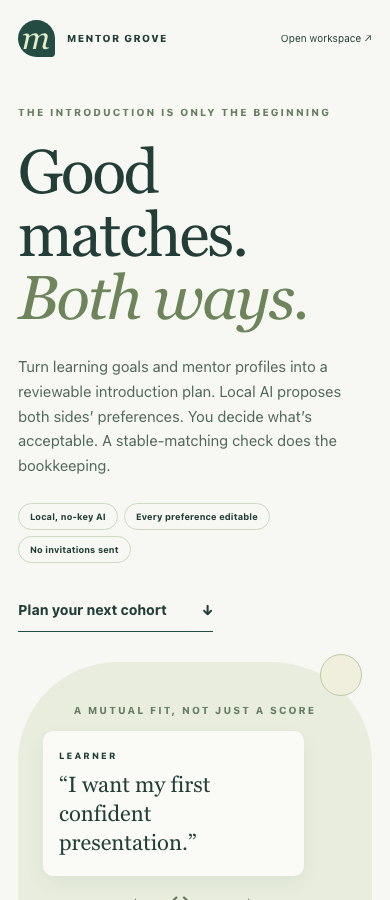 m MENTOR GROVE
Open workspace ↗
THE INTRODUCTION IS ONLY THE BEGINNING
Good
matches.
Both ways.
Turn learning goals and mentor profiles into a
reviewable introduction plan. Local AI proposes
both sides’ preferences. You decide what’s
acceptable. A stable-matching check does the
bookkeeping.
Local, no-key AI
Every preference editable
No invitations sent
Plan your next cohort ↓
A MUTUAL FIT, NOT JUST A SCORE
LEARNER
“I want my first
confident
presentation.”